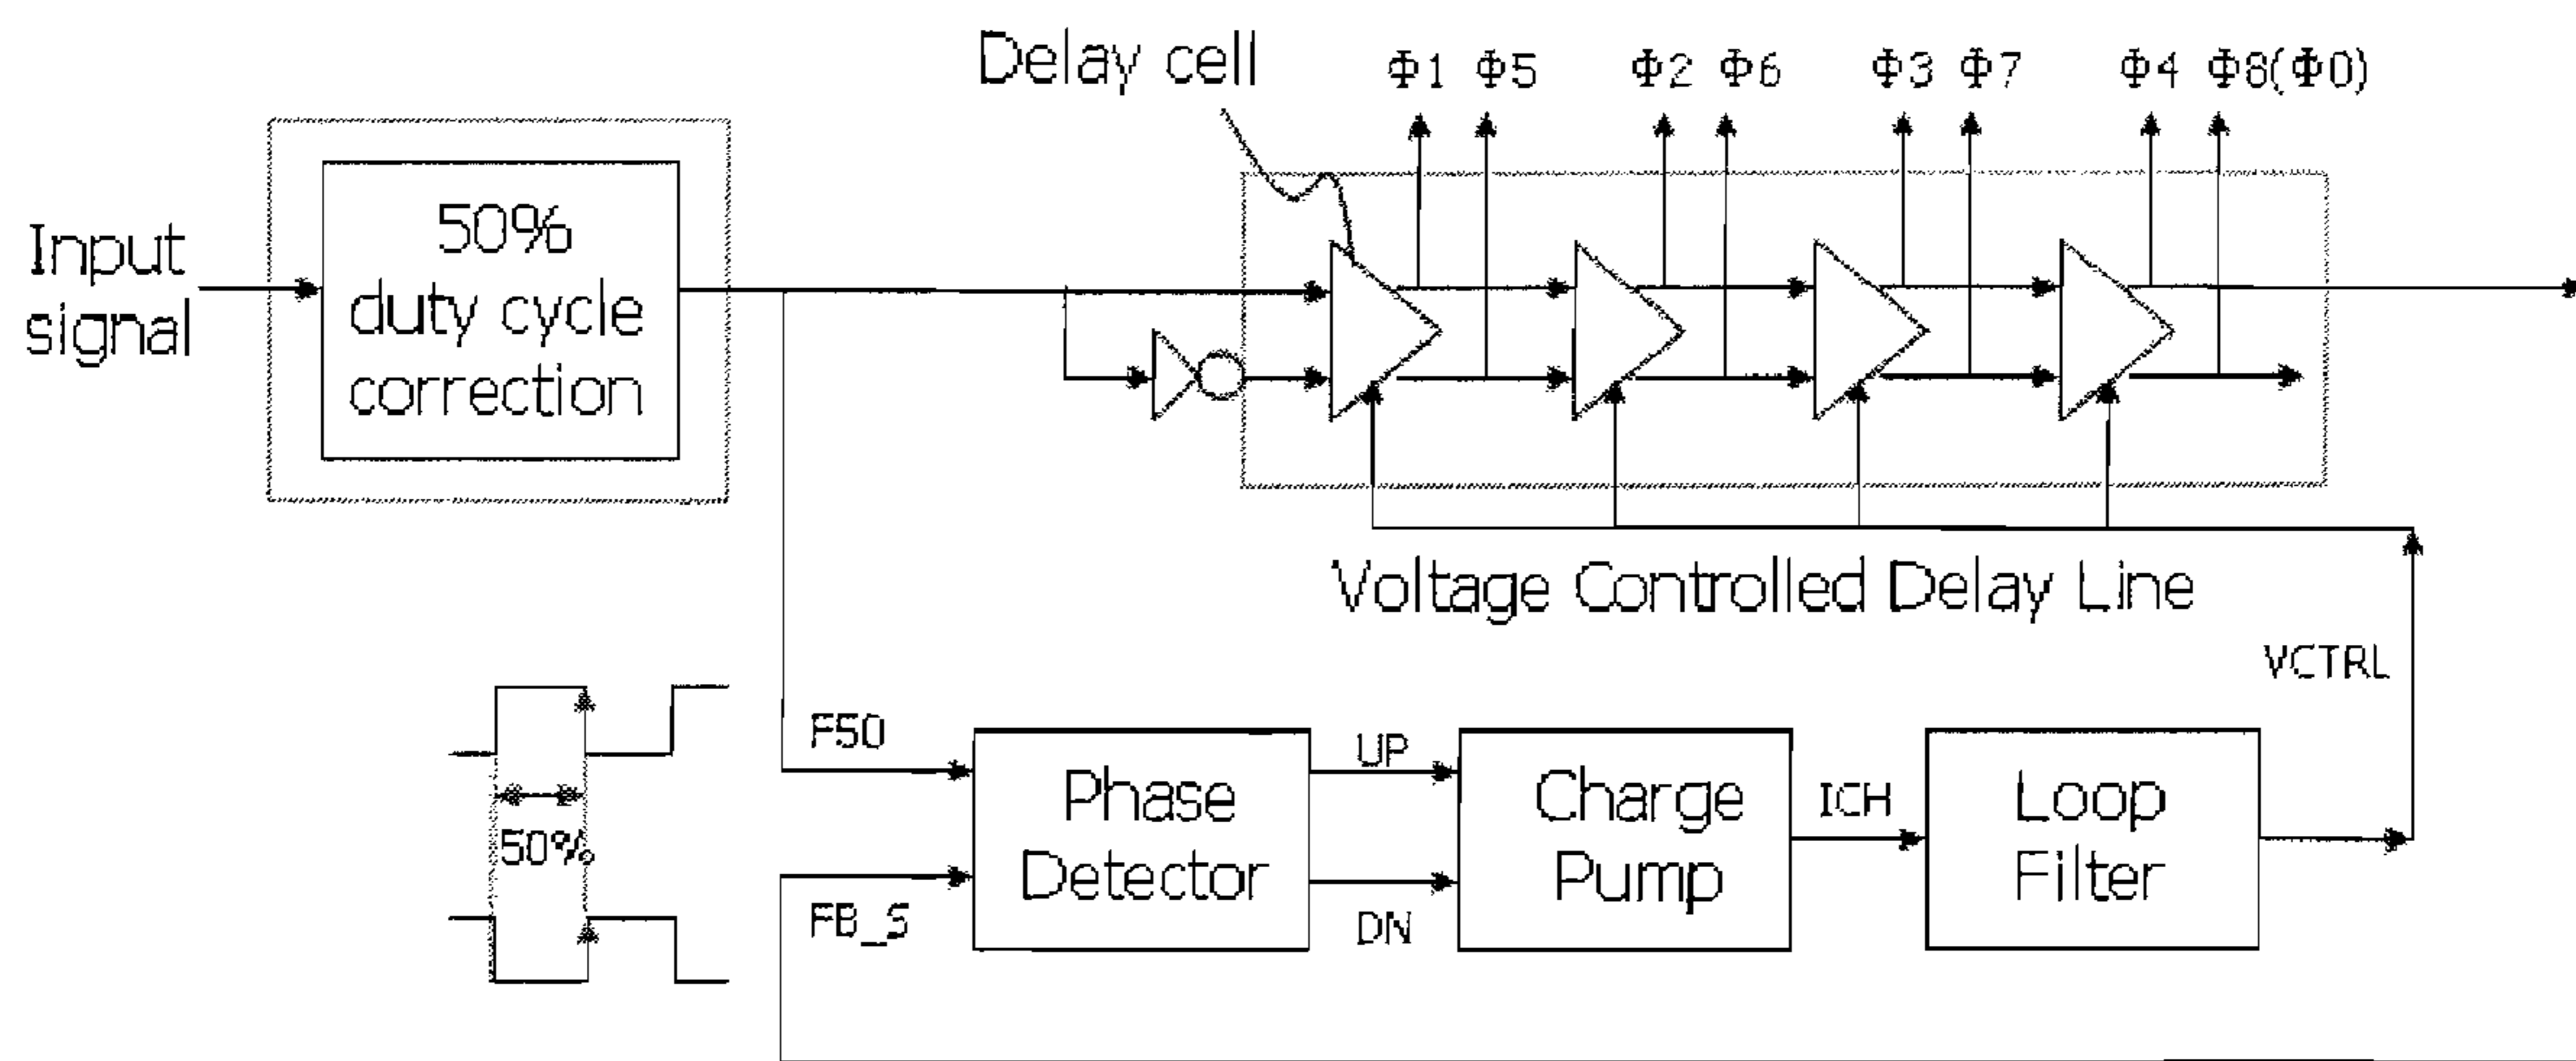 Delay cell
Φ1 Φ5 Φ2 Φ6 Φ3 Φ7 Φ4 Φ8(Φ0)
Input
signal
50%
duty cycle
correction
Voltage Controlled Delay Line
VCTRL
F50
FB_S
50%
Phase
Detector
UP
DN
Charge
Pump
ICH
Loop
Filter